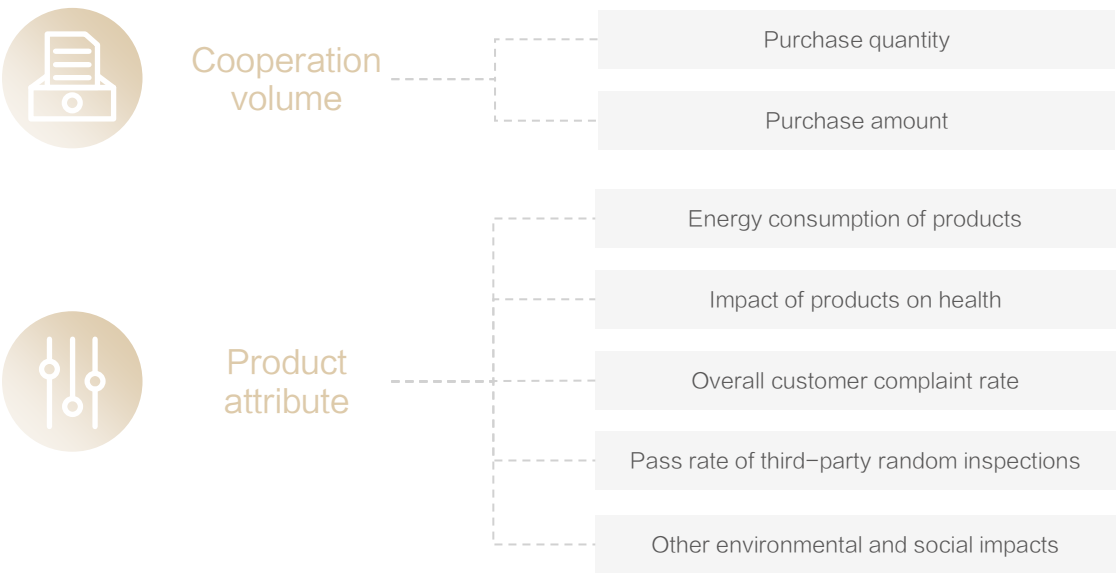 Cooperation
volume
Purchase quantity
Purchase amount
Product
attribute
Energy consumption of products
Impact of products on health
Overall customer complaint rate
Pass rate of third-party random inspections
Other environmental and social impacts